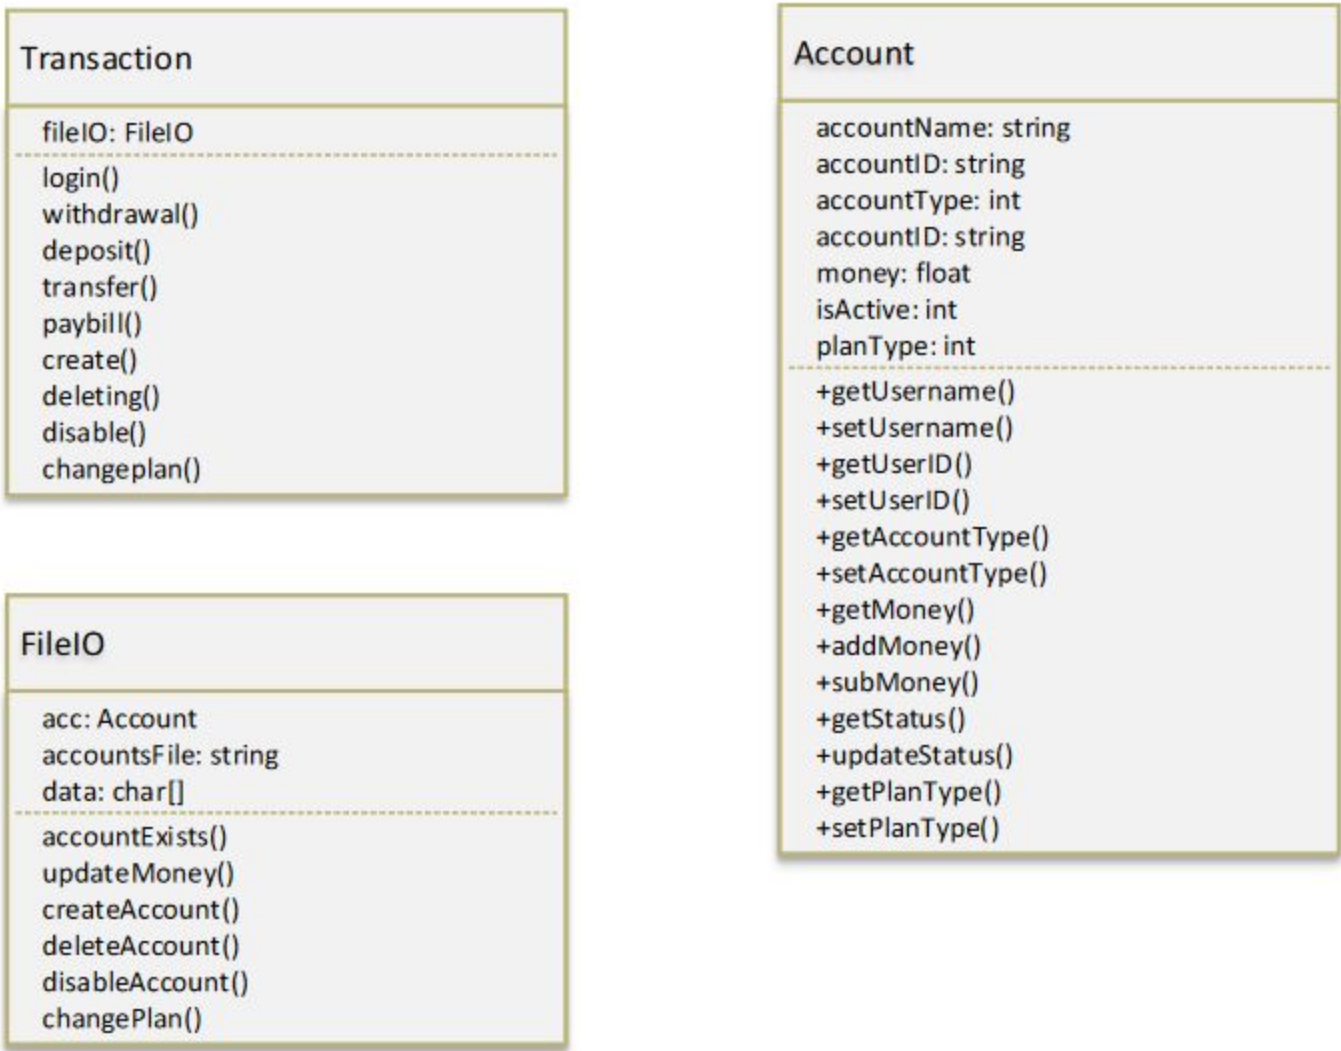 Transaction
fileIO: FileIO
login()
withdrawal()
deposit()
transfer()
paybill()
create()
deleting()
disable()
changeplan()
FileIO
acc: Account
accountsFile: string
data: char[]
accountExists()
updateMoney()
createAccount()
deleteAccount()
disableAccount()
changePlan()
Account
accountName: string
accountID: string
accountType: int
accountID: string
money: float
isActive: int
planType: int
+getUsername()
+setUsername()
+getUserID()
+setUserID()
+getAccountType()
+setAccountType()
+getMoney()
+addMoney()
+subMoney()
+getStatus()
+updateStatus()
+getPlanType()
+setPlanType()